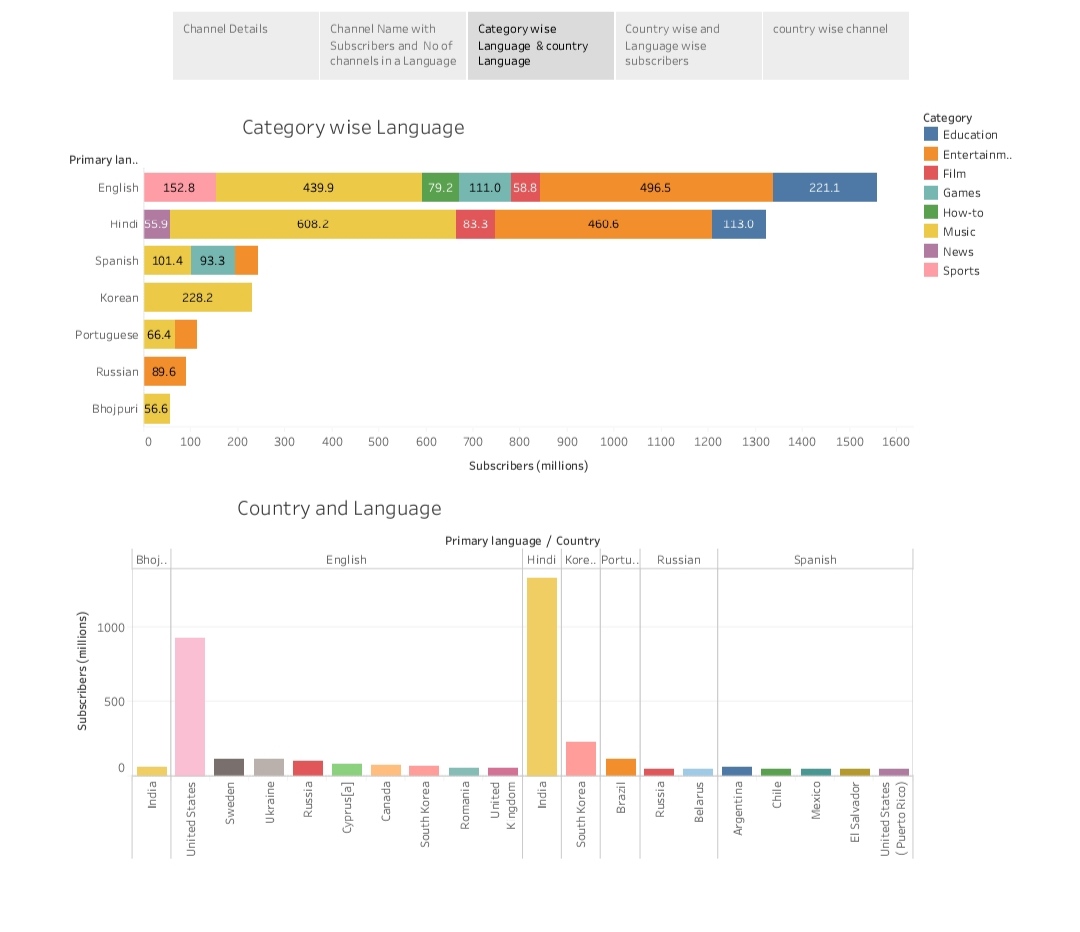 Channel Details
Channel Name with
Subscribers and No of
channels in a Language
Category wise
Language & country
Language
Country wise and
Language wise
subscribers
country wise channel
Category wise Language
Category
Education
Entertainm..
Film
Games
How-to
Music
News
Sports
Primary lan..
English 152.8 439.9 79.2 111.0 58.8 496.5 221.1
Hindi 55.9 608.2 83.3 460.6 113.0
Spanish 101.4 93.3
Korean 228.2
Portuguese 66.4
Russian 89.6
Bhojpuri 56.6
0 100 200 300 400 500 600 700 800 900 1000 1100 1200 1300 1400 1500 1600
Subscribers (millions)
Country and Language
Primary language / Country
Bhoj.. English Hindi Kore.. Portu.. Russian Spanish
Subscribers (millions)
1000
500
0
India
United States
Sweden
Ukraine
Russia
Cyprus[a]
Canada
South Korea
Romania
United
K ngdom
India
South Korea
Brazil
Russia
Belarus
Argentina
Chile
Mexico
El Salvador
United States
( Puerto Rico)